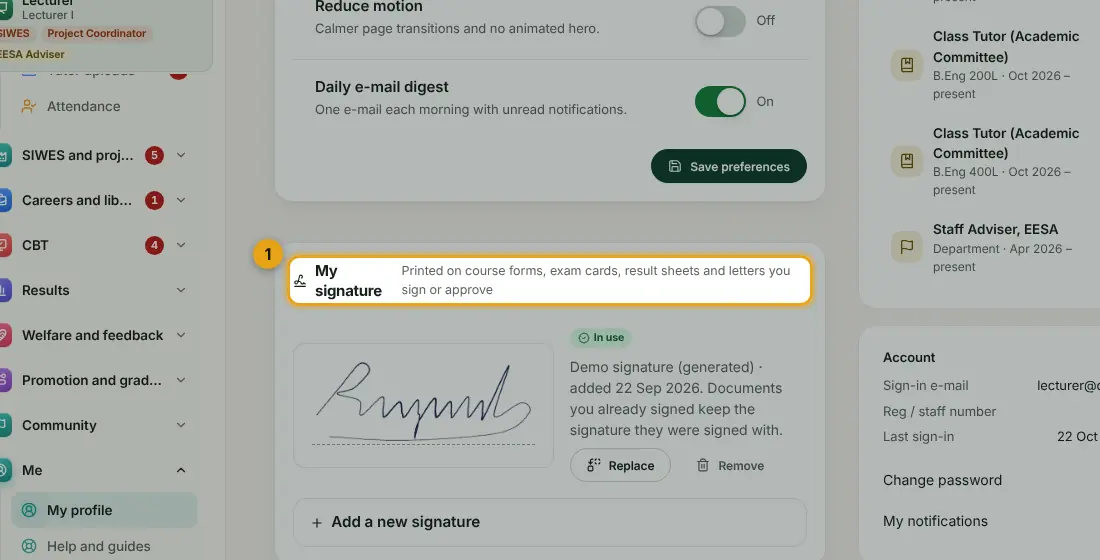 Lecturer
Lecturer I
SIWES
Project Coordinator
EESA Adviser
Tutor uploads
Attendance
SIWES and proj...
5
Careers and lib...
1
CBT
4
Results
Welfare and feedback
Promotion and grad...
Community
Me
My profile
Help and guides
Reduce motion
Calmer page transitions and no animated hero.
Off
Daily e-mail digest
One e-mail each morning with unread notifications.
On
Save preferences
1
My
signature
Printed on course forms, exam cards, result sheets and letters you
sign or approve
In use
Demo signature (generated) ·
added 22 Sep 2026. Documents
you already signed keep the
signature they were signed with.
Replace
Remove
+ Add a new signature
present
Class Tutor (Academic
Committee)
B.Eng 200L · Oct 2026 –
present
Class Tutor (Academic
Committee)
B.Eng 400L · Oct 2026 –
present
Staff Adviser, EESA
Department · Apr 2026 –
present
Account
Sign-in e-mail
lecturer@
Reg / staff number
Last sign-in
22 Oct
Change password
My notifications